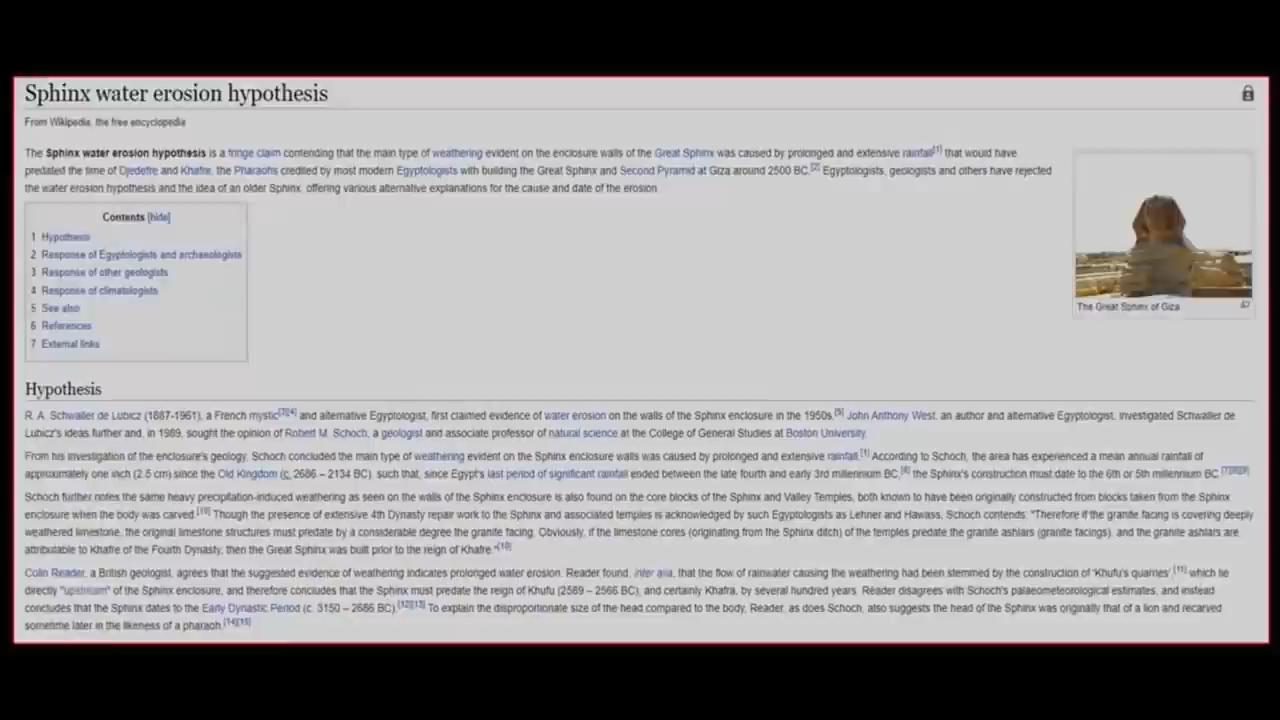 Sphinx water erosion hypothesis
From Wikipedia, the free encyclopedia
The Sphinx water erosion hypothesis is a fringe claim contending that the main type of weathering evident on the enclosure walls of the Great Sphinx was caused by prolonged and extensive rainfall[1] that would have
predated the time of Djedefre and Khafre, the Pharaohs credited by most modern Egyptologists with building the Great Sphinx and Second Pyramid at Giza around 2500 BC.[2] Egyptologists, geologists and others have rejected
the water erosion hypothesis and the idea of an older Sphinx, offering various alternative explanations for the cause and date of the erosion.
Contents [hide]
1 Hypothesis
2 Response of Egyptologists and archaeologists
3 Response of other geologists
4 Response of climatologists
5 See also
6 References
7 External links
The Great Sphinx of Giza
Hypothesis
R. A. Schwaller de Lubicz (1887-1961), a French mystic[3][4] and alternative Egyptologist, first claimed evidence of water erosion on the walls of the Sphinx enclosure in the 1950s.[5] John Anthony West, an author and alternative Egyptologist, investigated Schwaller de
Lubicz's ideas further and, in 1989, sought the opinion of Robert M. Schoch, a geologist and associate professor of natural science at the College of General Studies at Boston University.
From his investigation of the enclosure's geology, Schoch concluded the main type of weathering evident on the Sphinx enclosure walls was caused by prolonged and extensive rainfall.[1] According to Schoch, the area has experienced a mean annual rainfall of
approximately one inch (2.5 cm) since the Old Kingdom (c. 2686 – 2134 BC), such that, since Egypt's last period of significant rainfall ended between the late fourth and early 3rd millennium BC,[6] the Sphinx's construction must date to the 6th or 5th millennium BC.[7][8][9]
Schoch further notes the same heavy precipitation-induced weathering as seen on the walls of the Sphinx enclosure is also found on the core blocks of the Sphinx and Valley Temples, both known to have been originally constructed from blocks taken from the Sphinx
enclosure when the body was carved.[10] Though the presence of extensive 4th Dynasty repair work to the Sphinx and associated temples is acknowledged by such Egyptologists as Lehner and Hawass, Schoch contends: "Therefore if the granite facing is covering deeply
weathered limestone, the original limestone structures must predate by a considerable degree the granite facing. Obviously, if the limestone cores (originating from the Sphinx ditch) of the temples predate the granite ashlars (granite facings), and the granite ashlars are
attributable to Khafre of the Fourth Dynasty, then the Great Sphinx was built prior to the reign of Khafre."[10]
Colin Reader, a British geologist, agrees that the suggested evidence of weathering indicates prolonged water erosion. Reader found, inter alia, that the flow of rainwater causing the weathering had been stemmed by the construction of 'Khufu's quarries',[11] which lie
directly "upstream" of the Sphinx enclosure, and therefore concludes that the Sphinx must predate the reign of Khufu (2589 – 2566 BC), and certainly Khafra, by several hundred years. Reader disagrees with Schoch's palaeometeorological estimates, and instead
concludes that the Sphinx dates to the Early Dynastic Period (c. 3150 – 2686 BC).[12][13] To explain the disproportionate size of the head compared to the body, Reader, as does Schoch, also suggests the head of the Sphinx was originally that of a lion and recarved
sometime later in the likeness of a pharaoh.[14][15]